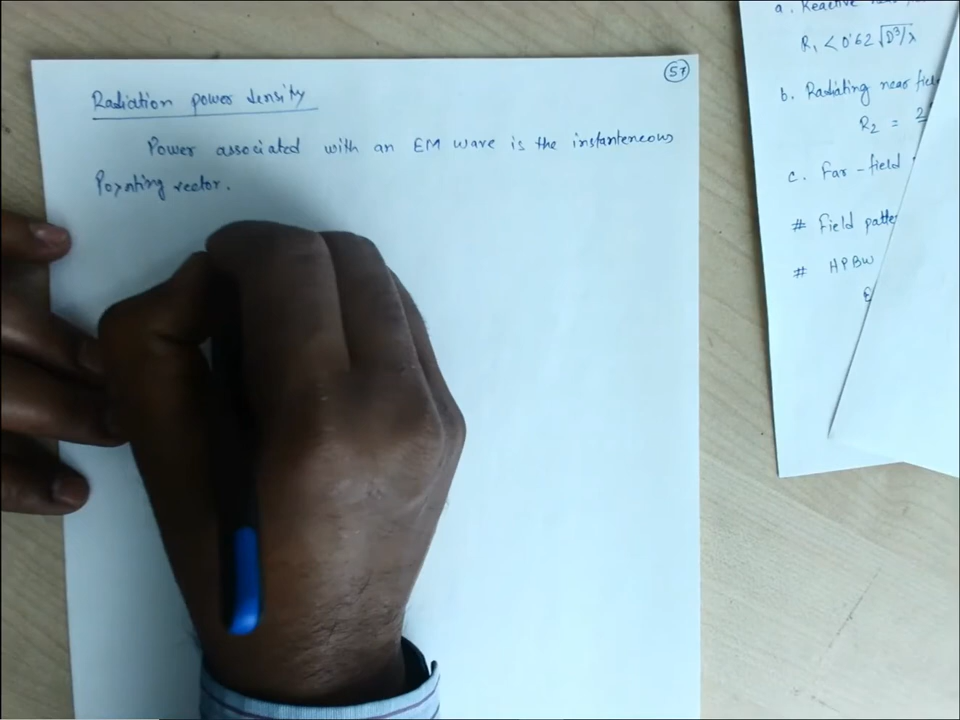 57
Radiation power density
Power associated with an EM wave is the instanteneous
Poynting vector.
a. Reactive
R₁ < 0.62 √D³/λ
b. Radiating near field
R₂ = 2
c. Far-field
# Field patte
# HPBW